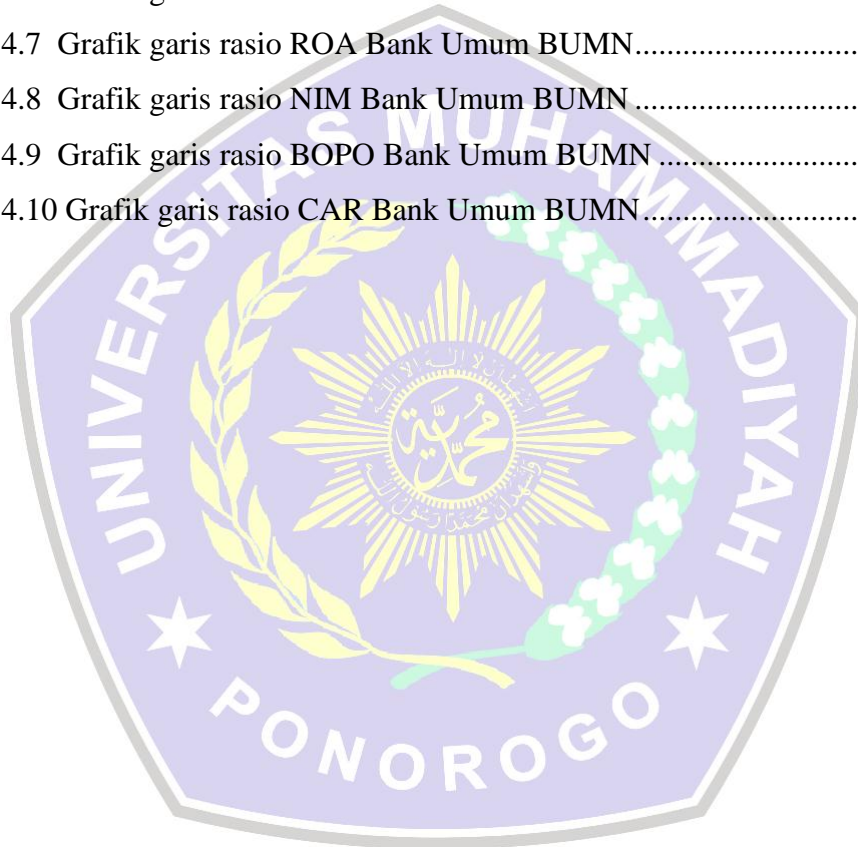 4.7 Grafik garis rasio ROA Bank Umum BUMN............................
4.8 Grafik garis rasio NIM Bank Umum BUMN ............................
4.9 Grafik garis rasio BOPO Bank Umum BUMN .........................
4.10 Grafik garis rasio CAR Bank Umum BUMN...........................
UNIVERSITAS MUHAMMADIYAH
محمدية
PONOROGO